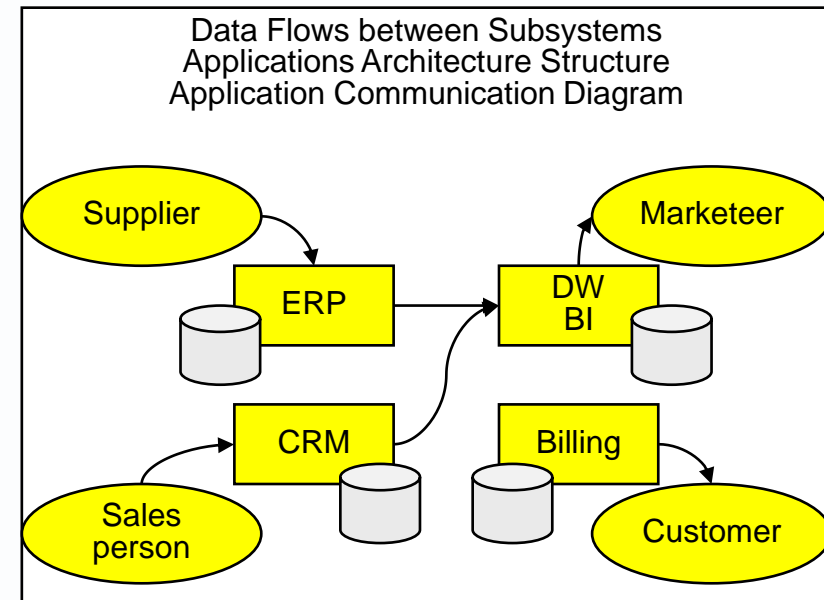 Data Flows between Subsystems
Applications Architecture Structure
Application Communication Diagram
Supplier
Marketeer
ERP
DW
BI
CRM
Billing
Sales
person
Customer